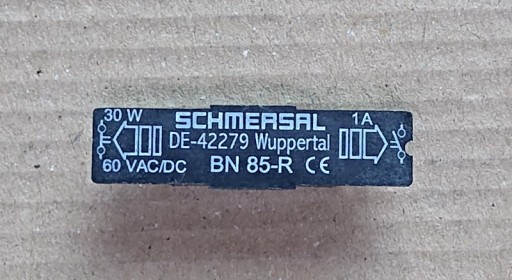 30 W SCHMERSAL 1A
DE-42279 Wuppertal
60 VAC/DC BN 85-R CE